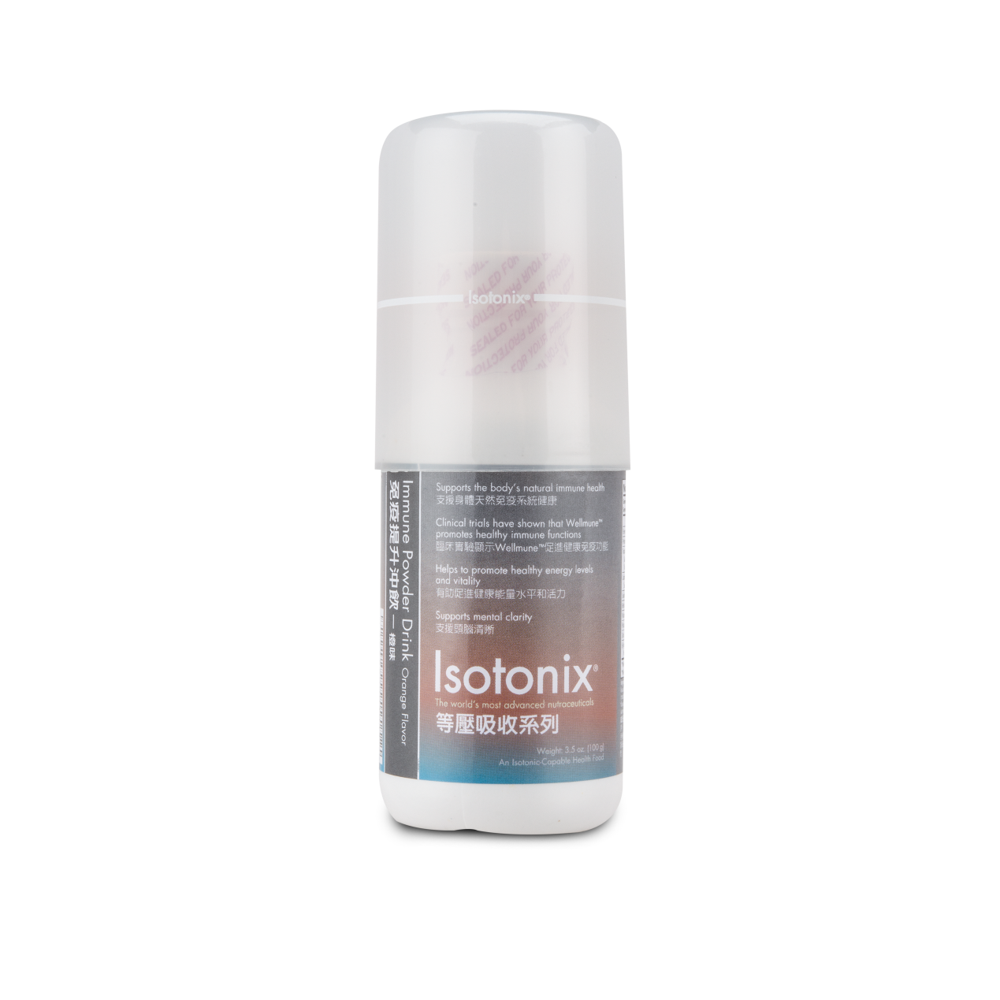 Isotonix®
SEALED FOR YOUR
PROTECTION
Immune Powder Drink Orange Flavor
免疫提升沖飲 — 橙味
Supports the body's natural immune health
支援身體天然免疫系統健康
Clinical trials have shown that Wellmune™
promotes healthy immune functions
臨床實驗顯示Wellmune™促進健康免疫功能
Helps to promote healthy energy levels
and vitality
有助促進健康能量水平和活力
Supports mental clarity
支援頭腦清晰
Isotonix®
The world's most advanced nutraceuticals
等壓吸收系列
Weight: 3.5 oz. (100 g)
An Isotonic-Capable Health Food